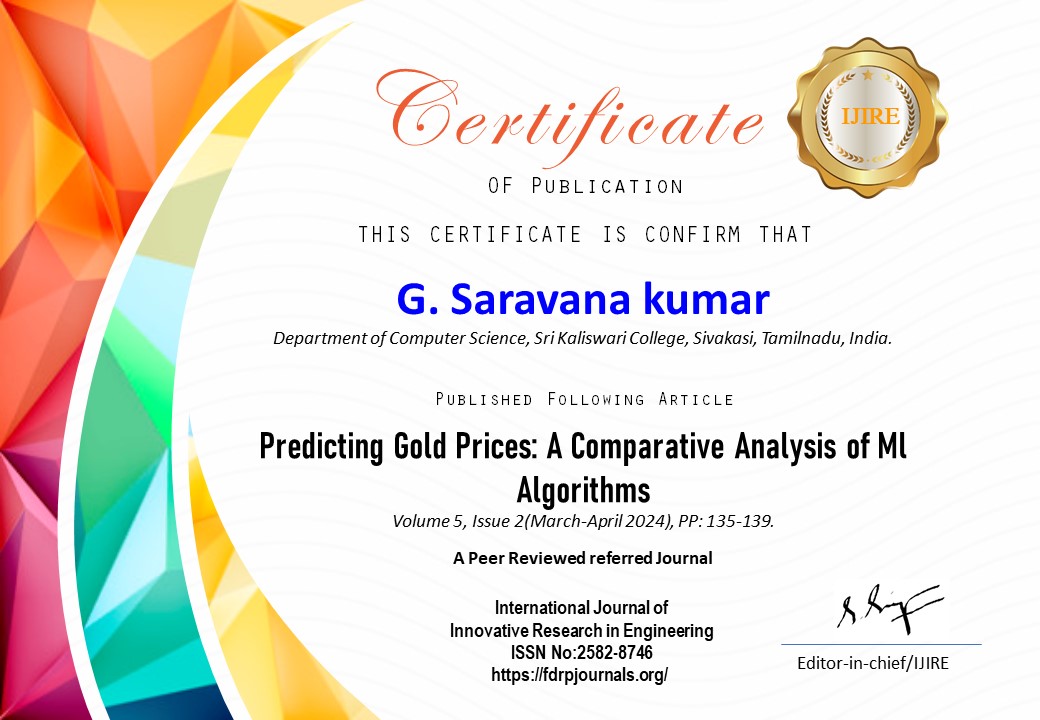 Certificate
IJIRE
OF PUBLICATION
THIS CERTIFICATE IS CONFIRM THAT
G. Saravana kumar
Department of Computer Science, Sri Kaliswari College, Sivakasi, Tamilnadu, India.
PUBLISHED FOLLOWING ARTICLE
Predicting Gold Prices: A Comparative Analysis of Ml
Algorithms
Volume 5, Issue 2(March-April 2024), PP: 135-139.
A Peer Reviewed referred Journal
International Journal of
Innovative Research in Engineering
ISSN No:2582-8746
https://fdrpjournals.org/
Editor-in-chief/IJIRE